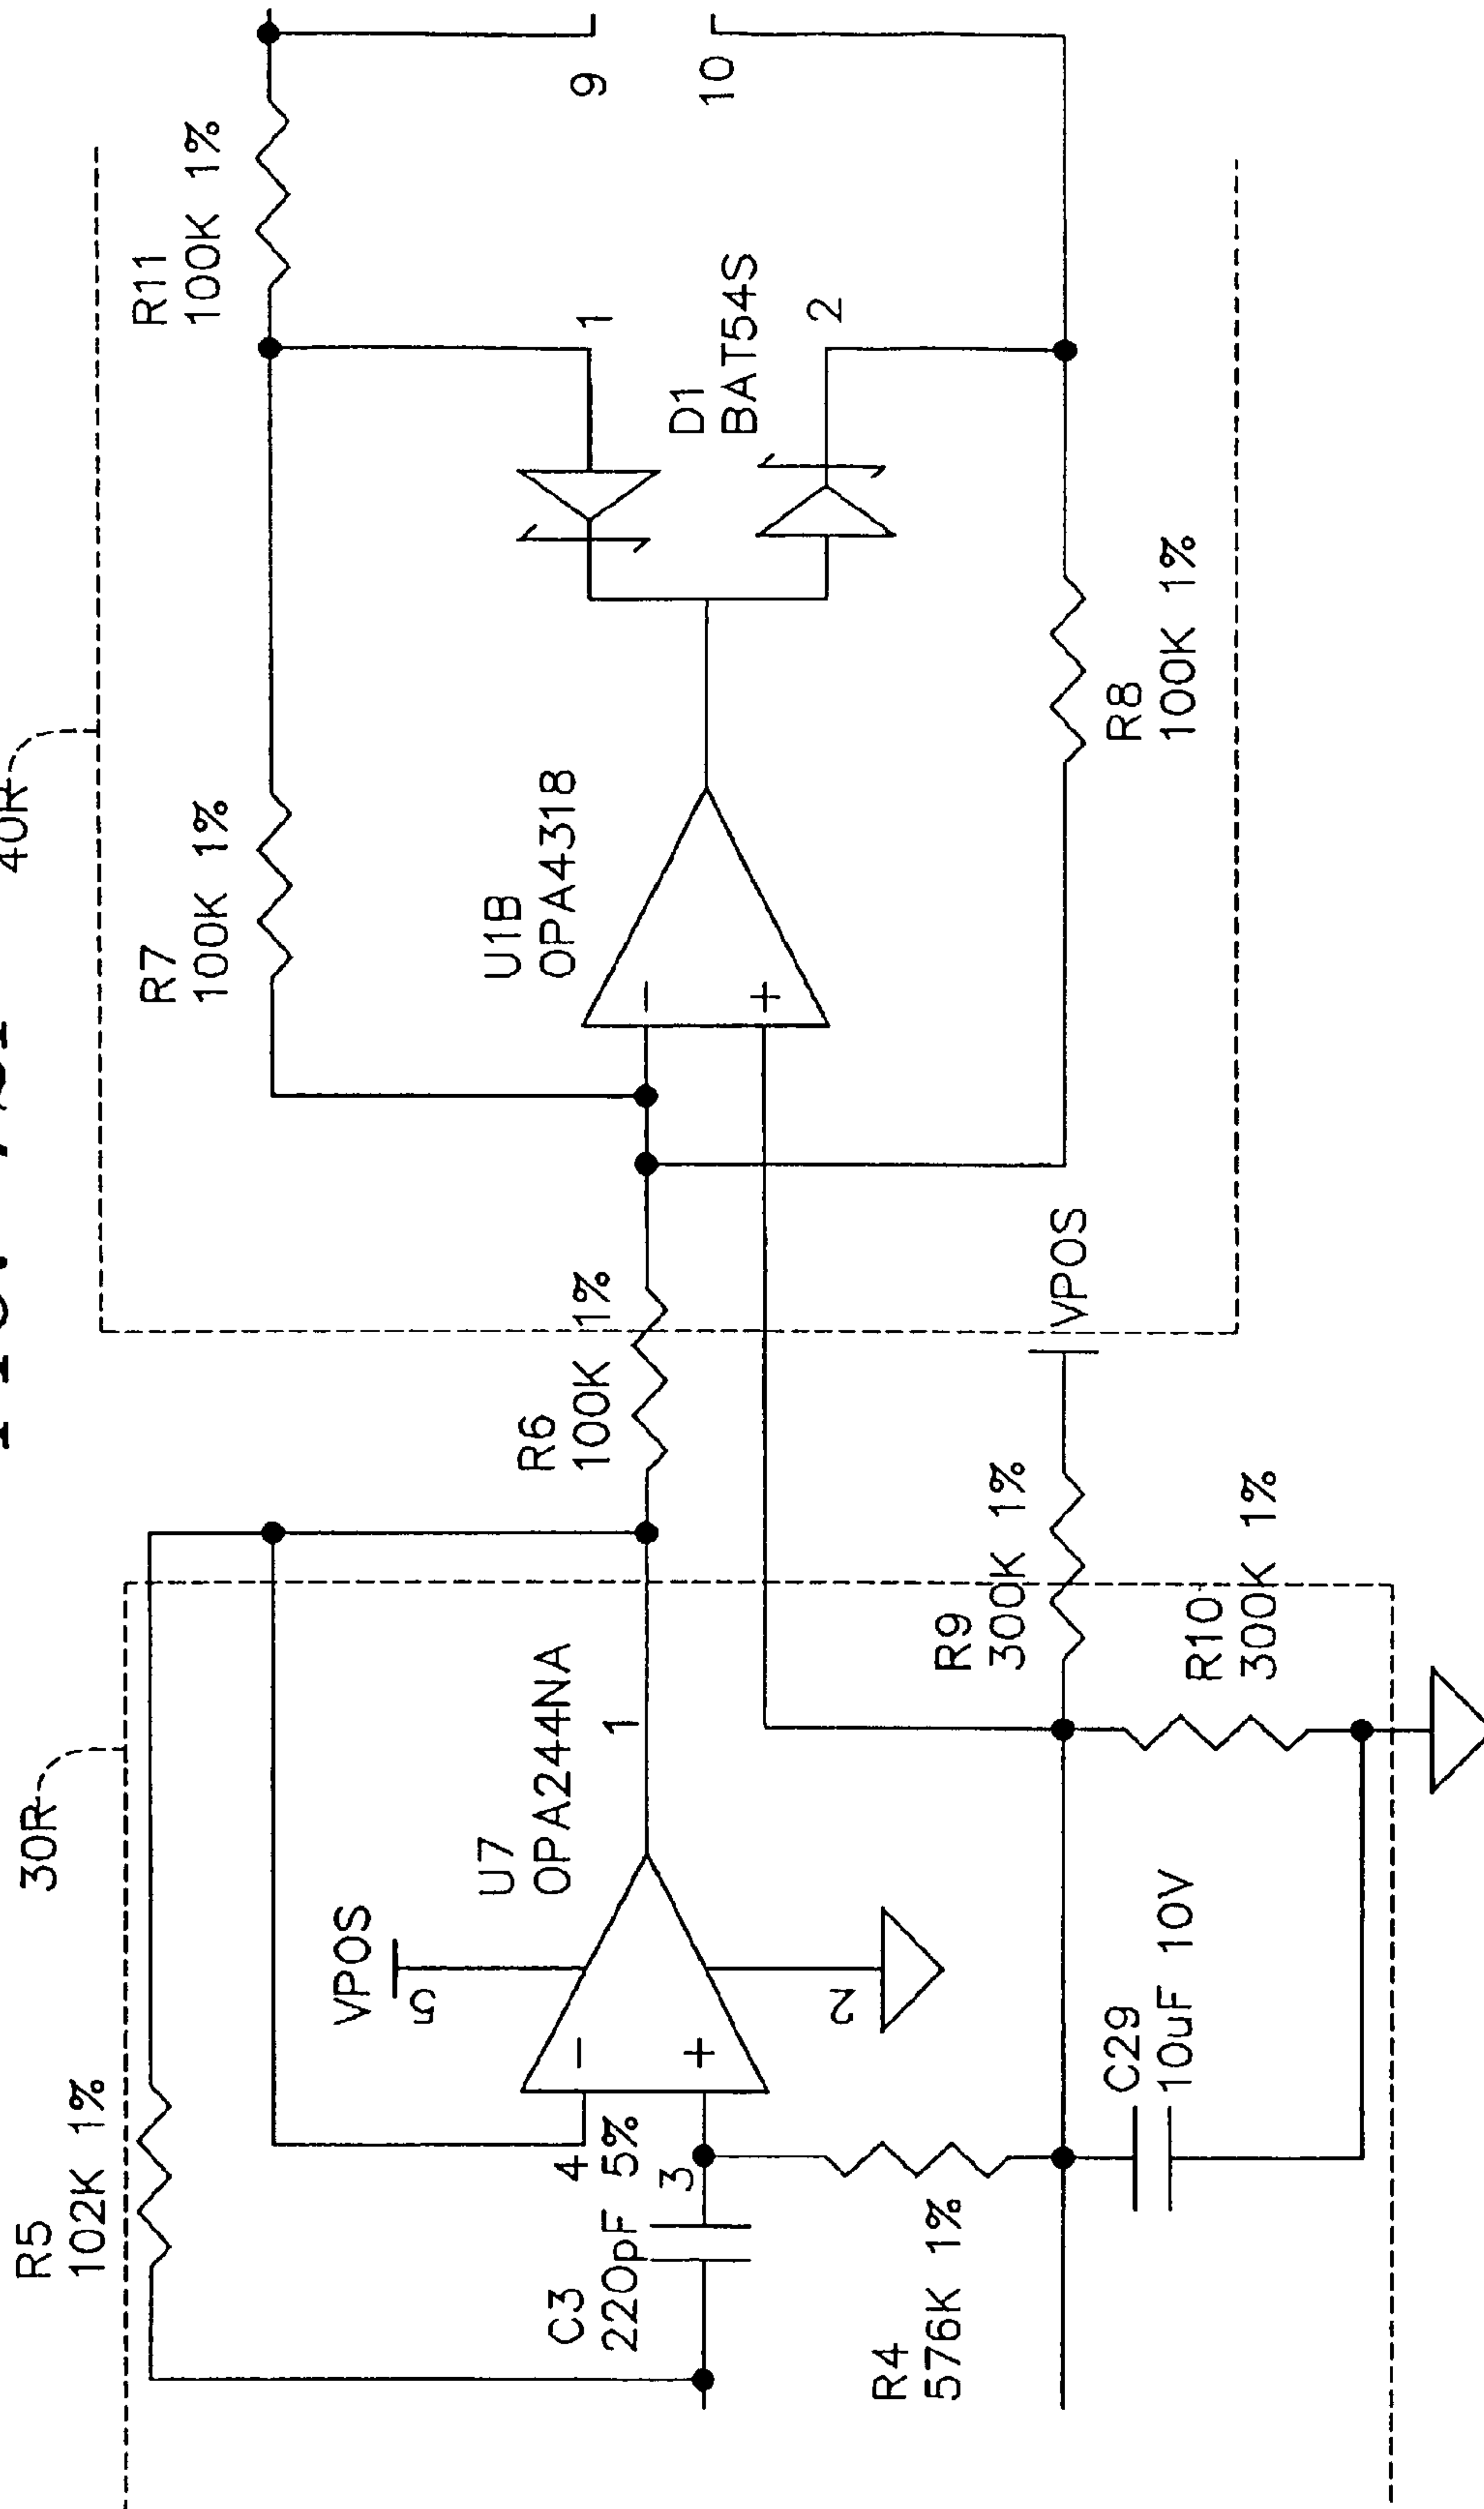 40R
30R
R5
102K 1%
R7
100K 1%
R11
100K 1%
VPOS
5
U7
OPA244NA
4
3
1
2
C3
220pF 5%
R6
100K 1%
U1B
OPA4318
−
+
−
+
1
D1
BAT54S
2
9
10
R4
576K 1%
C29
10uF 10V
R9
300K 1%
R10
300K 1%
VPOS
R8
100K 1%